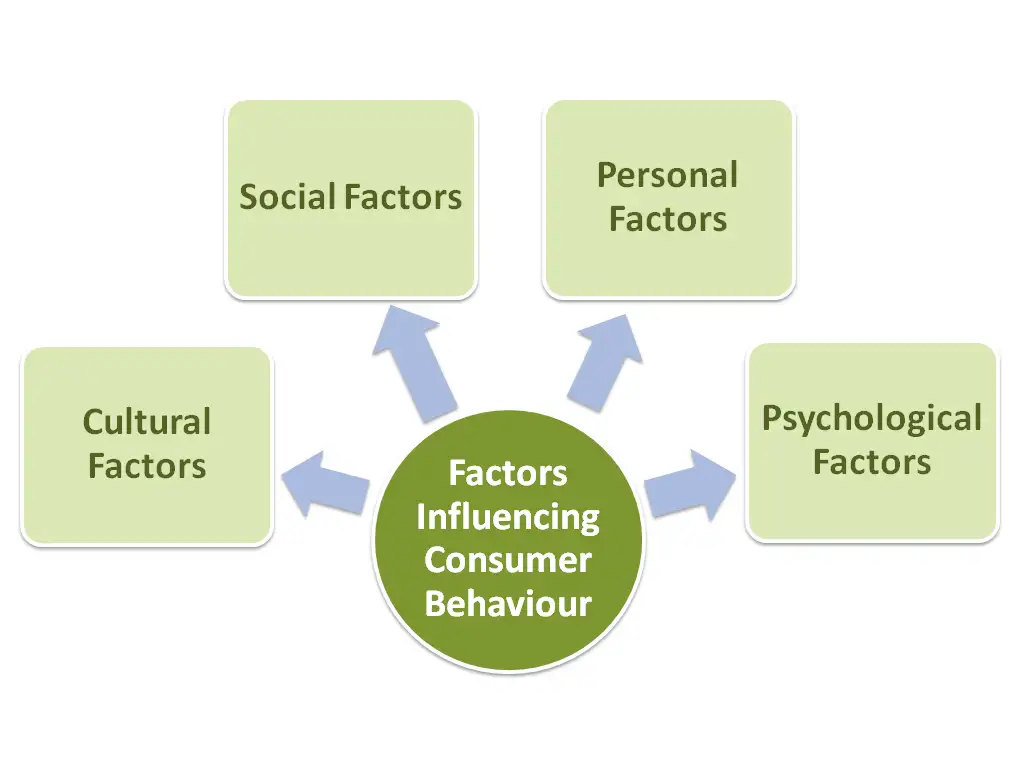 Social Factors
Personal
Factors
Cultural
Factors
Psychological
Factors
Factors
Influencing
Consumer
Behaviour